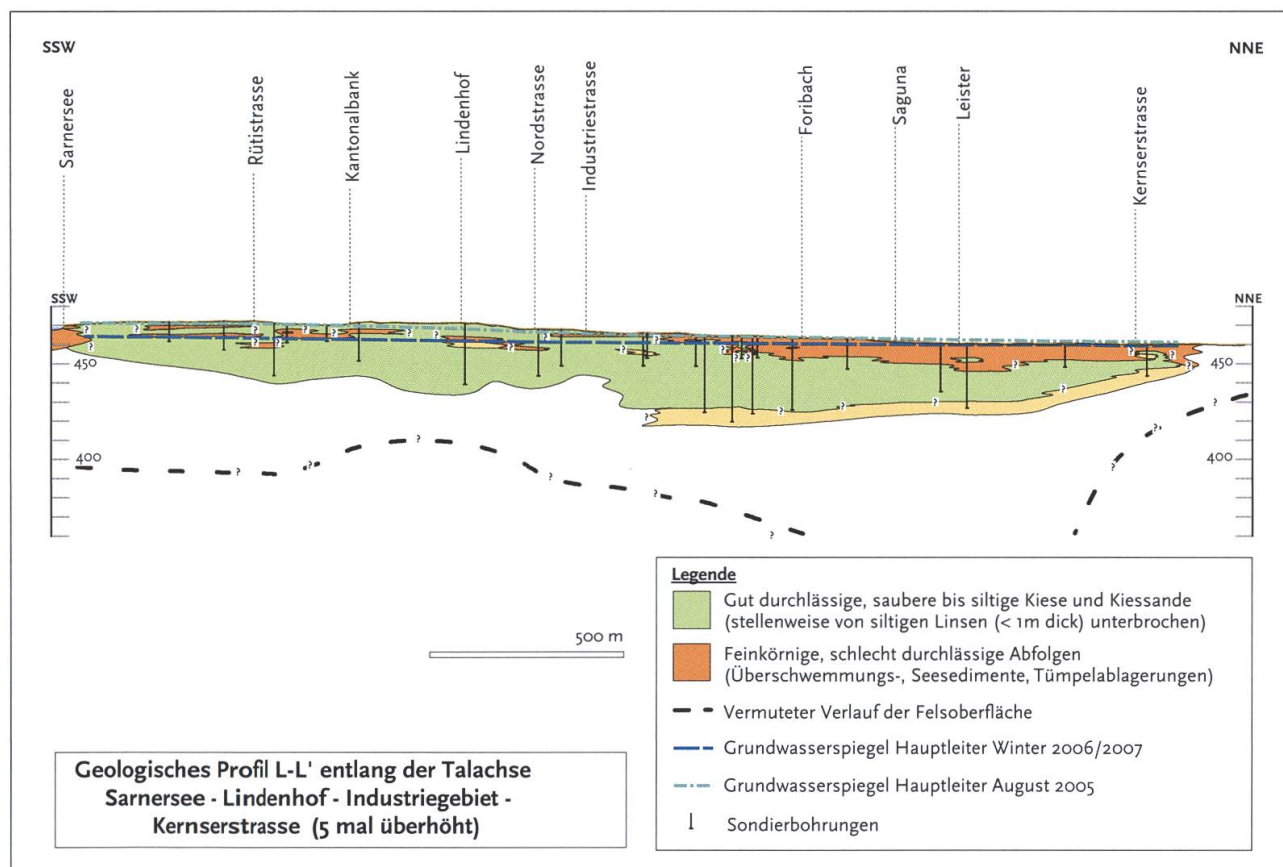 SSW
NNE
Sarnersee
Rütistrasse
Kantonalbank
Lindenhof
Nordstrasse
Industriestrasse
Foribach
Saguna
Leister
Kernserstrasse
SSW
NNE
450
450
400
400
? ? ? ? ? ? ? ? ? ? ? ? ? ? ? ? ? ? ? ?
500 m
Legende
Gut durchlässige, saubere bis siltige Kiese und Kiessande
(stellenweise von siltigen Linsen (< 1m dick) unterbrochen)
Feinkörnige, schlecht durchlässige Abfolgen
(Überschwemmungs-, Seesedimente, Tümpelablagerungen)
Vermuteter Verlauf der Felsoberfläche
Grundwasserspiegel Hauptleiter Winter 2006/2007
Grundwasserspiegel Hauptleiter August 2005
Sondierbohrungen
Geologisches Profil L-L' entlang der Talachse
Sarnersee - Lindenhof - Industriegebiet -
Kernserstrasse (5 mal überhöht)